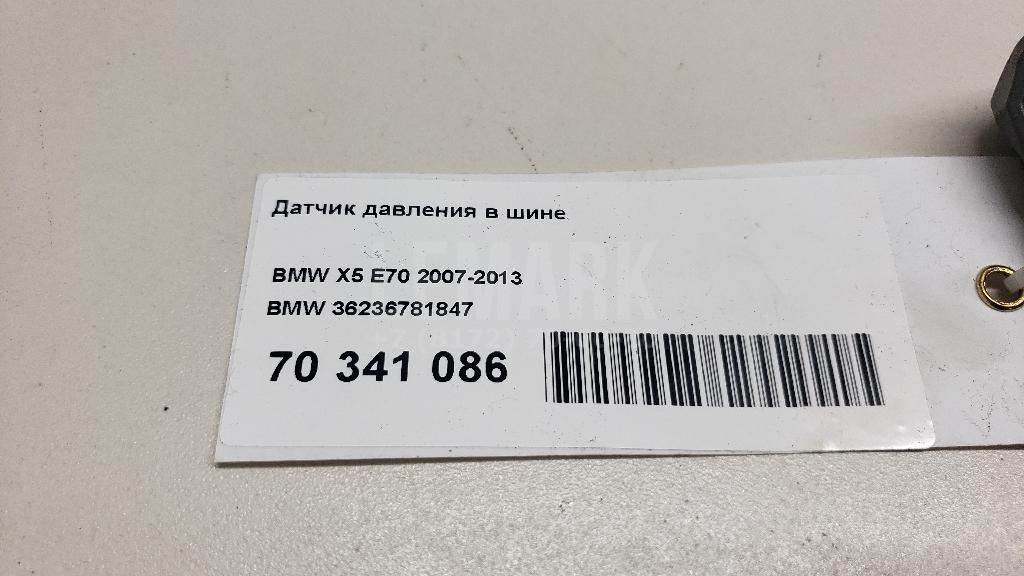 Датчик давления в шине
BMW X5 E70 2007-2013
BMW 36236781847
70 341 086